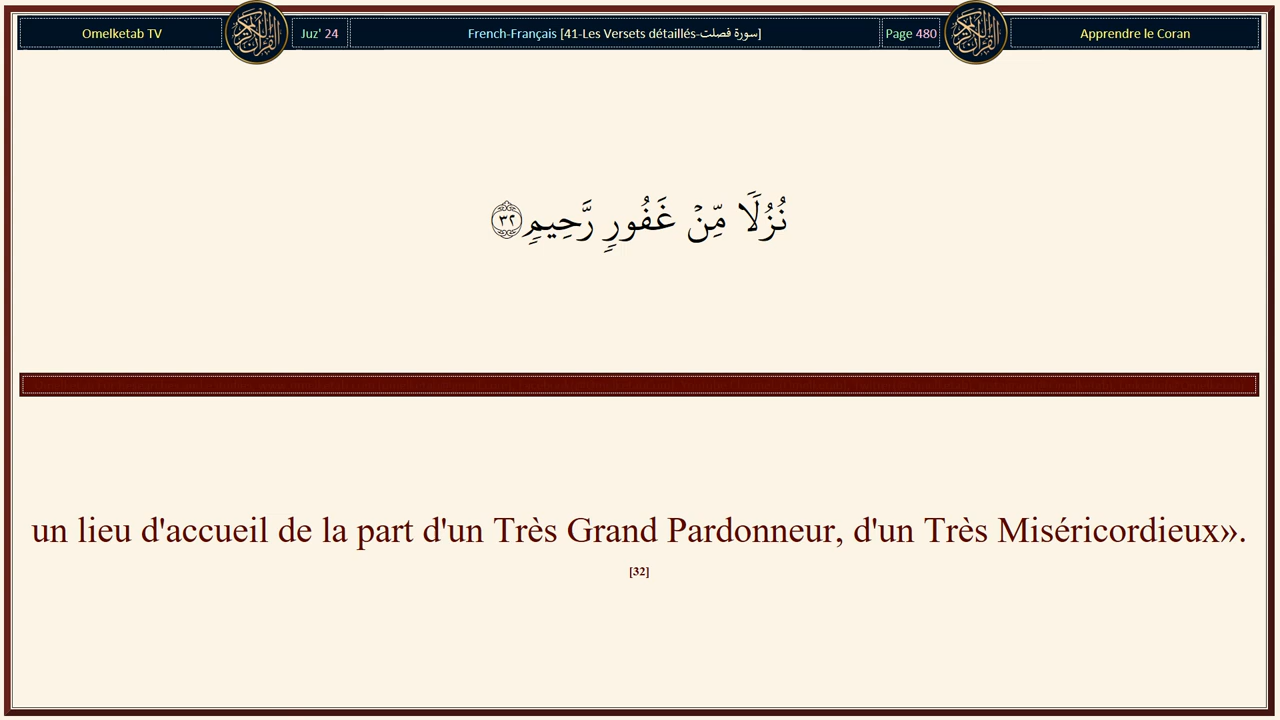 Omelketab TV
Juz' 24
French-Français [41-Les Versets détaillés-سورة فصلت]
Page 480
Apprendre le Coran
نُزُلٗا مِّنۡ غَفُورٖ رَّحِيمٖ ٣٢
un lieu d'accueil de la part d'un Très Grand Pardonneur, d'un Très Miséricordieux».
[32]